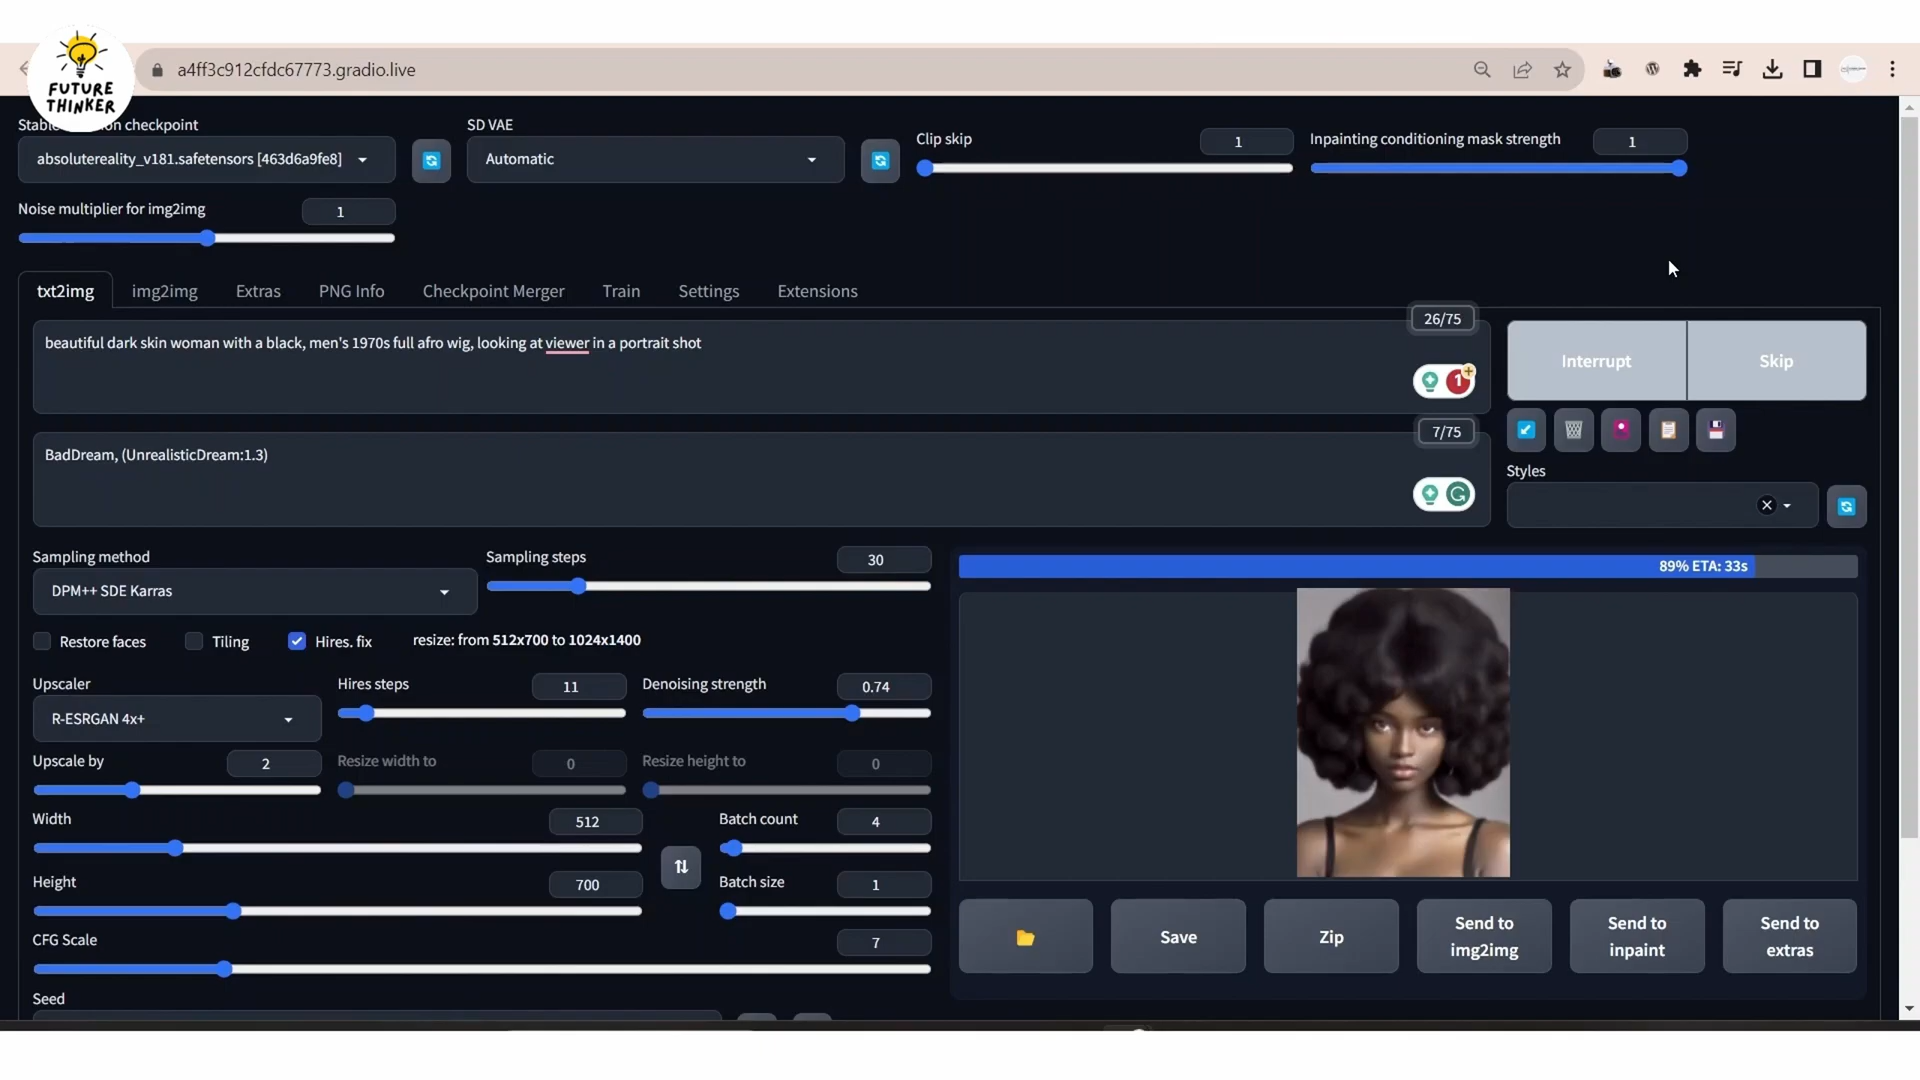 FUTURE
THINKER
a4ff3c912cfdc67773.gradio.live
checkpoint
absolutereality_v181.safetensors [463d6a9fe8]
SD VAE
Automatic
Clip skip
1
Inpainting conditioning mask strength
1
Noise multiplier for img2img
1
txt2img
img2img
Extras
PNG Info
Checkpoint Merger
Train
Settings
Extensions
beautiful dark skin woman with a black, men's 1970s full afro wig, looking at viewer in a portrait shot
26/75
1
Interrupt
Skip
BadDream, (UnrealisticDream:1.3)
7/75
Styles
Sampling method
DPM++ SDE Karras
Sampling steps
30
89% ETA: 33s
Restore faces
Tiling
Hires. fix
resize: from 512x700 to 1024x1400
Upscaler
R-ESRGAN 4x+
Hires steps
11
Denoising strength
0.74
Upscale by
2
Resize width to
0
Resize height to
0
Width
512
Batch count
4
Height
700
Batch size
1
CFG Scale
7
Seed
Save
Zip
Send to
img2img
Send to
inpaint
Send to
extras